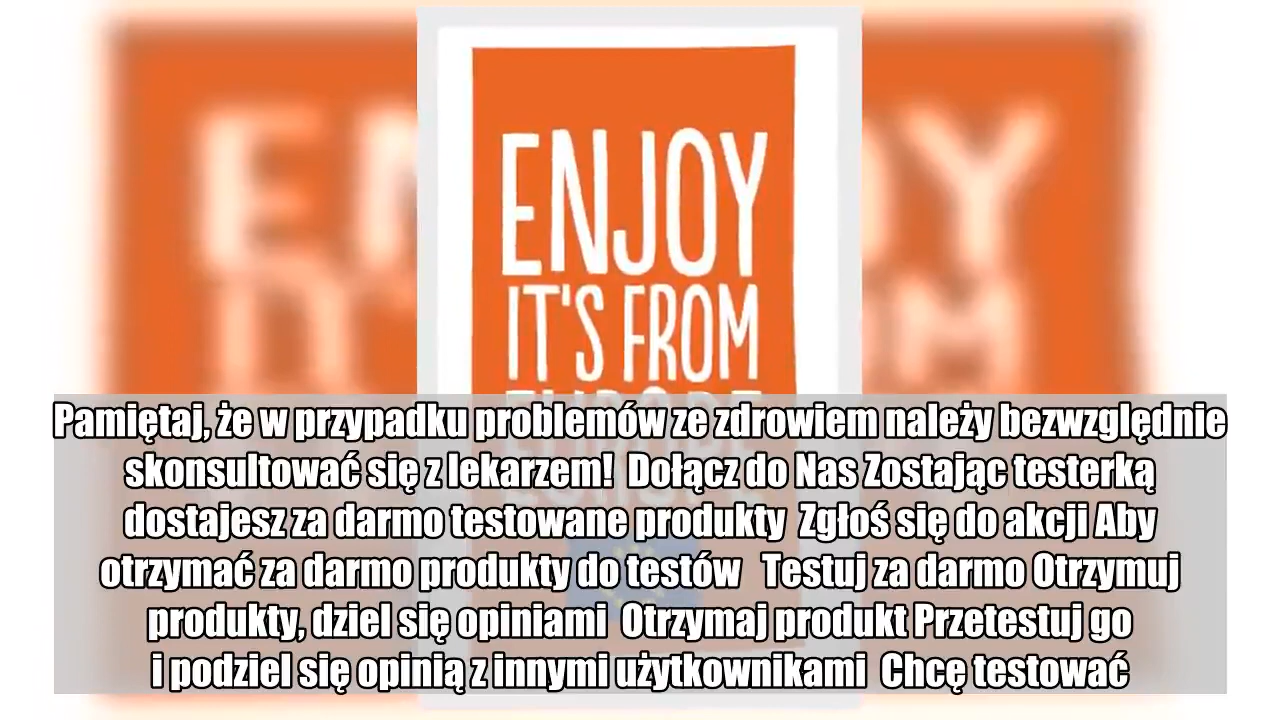 ENJOY
IT'S FROM
EUROPE
Pamiętaj, że w przypadku problemów ze zdrowiem należy bezwzględnie
skonsultować się z lekarzem!  Dołącz do Nas Zostając testerką
dostajesz za darmo testowane produkty  Zgłoś się do akcji Aby
otrzymać za darmo produkty do testów   Testuj za darmo Otrzymuj
produkty, dziel się opiniami  Otrzymaj produkt Przetestuj go
i podziel się opinią z innymi użytkownikami  Chcę testować